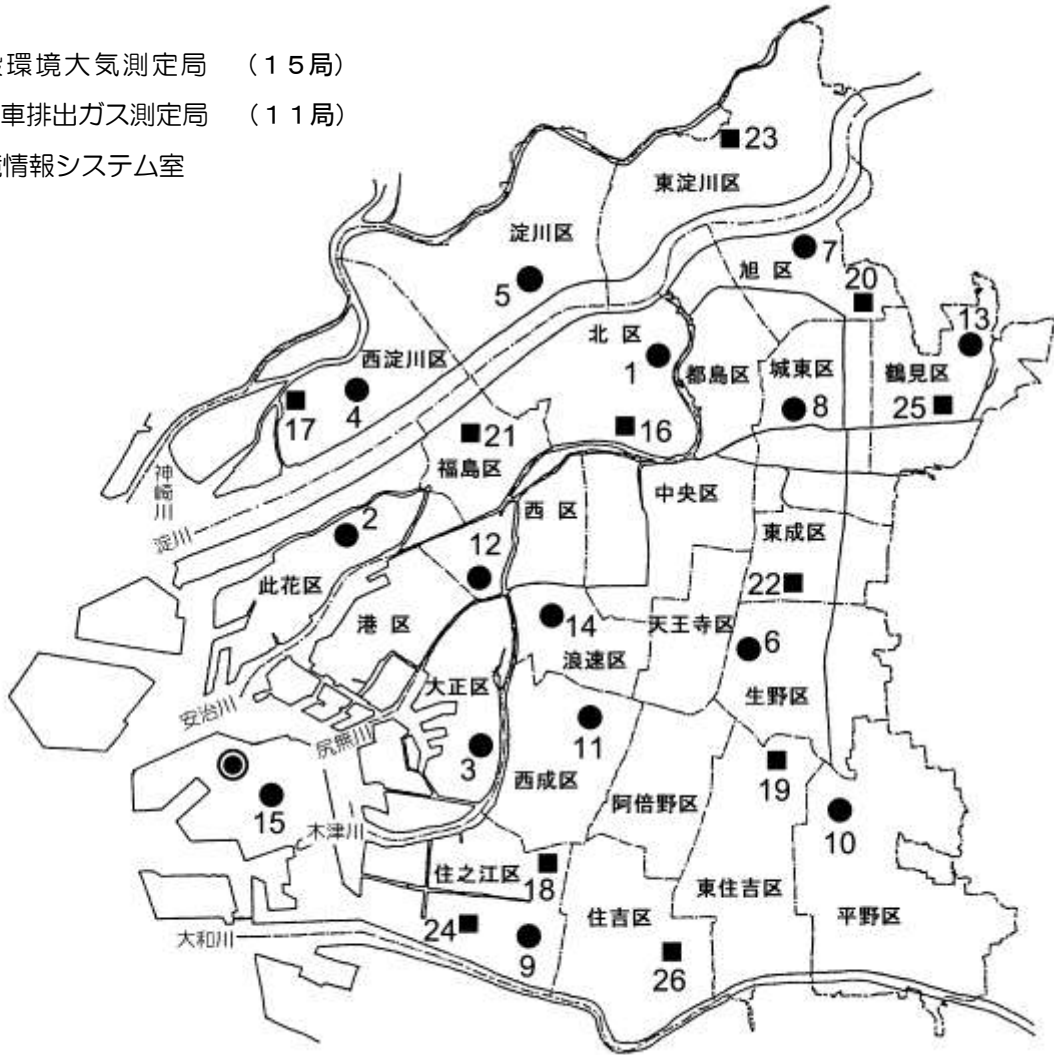 環境大気測定局 （１５局）
車排出ガス測定局 （１１局）
情報システム室
23
東淀川区
淀川区
7
旭 区
5
20
13
北 区
西淀川区
1
都島区
城東区
鶴見区
4
8
25
17
21
16
神崎川
福島区
中央区
淀川
2
西 区
12
東成区
此花区
22
港 区
14
天王寺区
6
浪速区
大正区
生野区
安治川
尻無川
11
3
西成区
19
15
阿倍野区
10
木津川
住之江区
18
東住吉区
24
住吉区
平野区
大和川
9
26